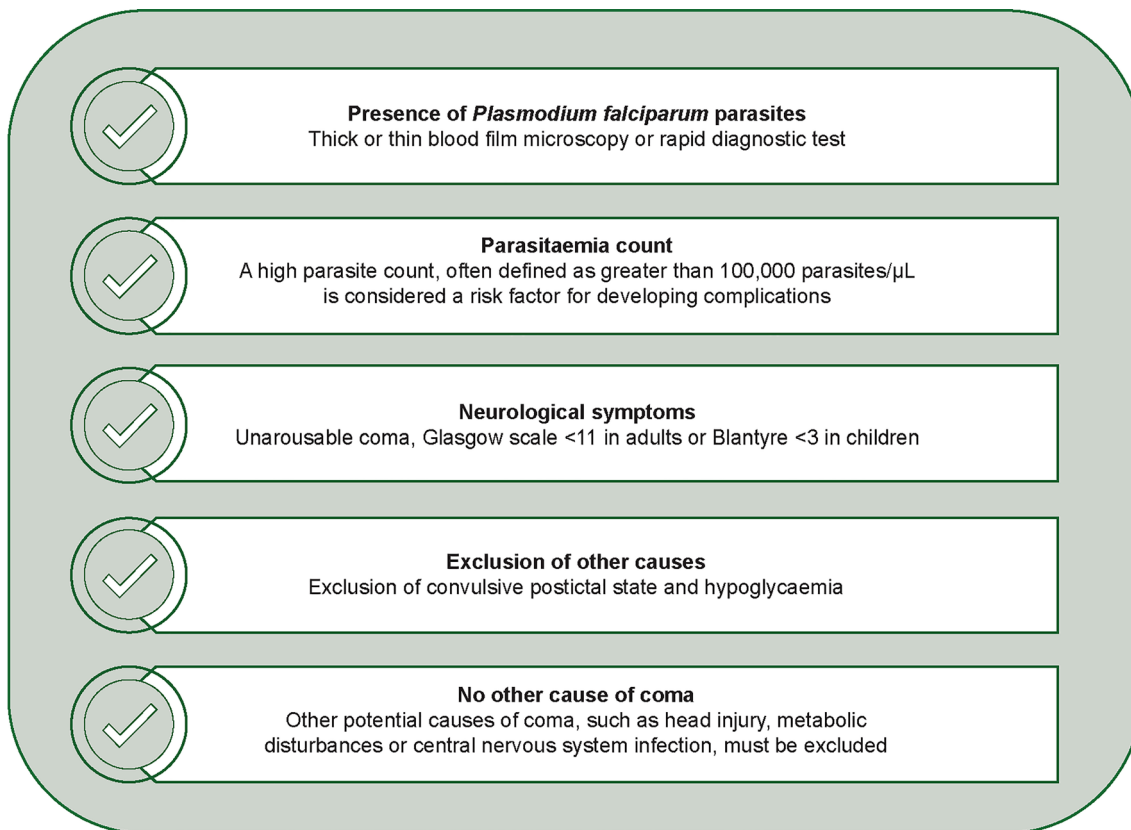 Presence of Plasmodium falciparum parasites
Thick or thin blood film microscopy or rapid diagnostic test
Parasitaemia count
A high parasite count, often defined as greater than 100,000 parasites/µL
is considered a risk factor for developing complications
Neurological symptoms
Unarousable coma, Glasgow scale <11 in adults or Blantyre <3 in children
Exclusion of other causes
Exclusion of convulsive postictal state and hypoglycaemia
No other cause of coma
Other potential causes of coma, such as head injury, metabolic
disturbances or central nervous system infection, must be excluded